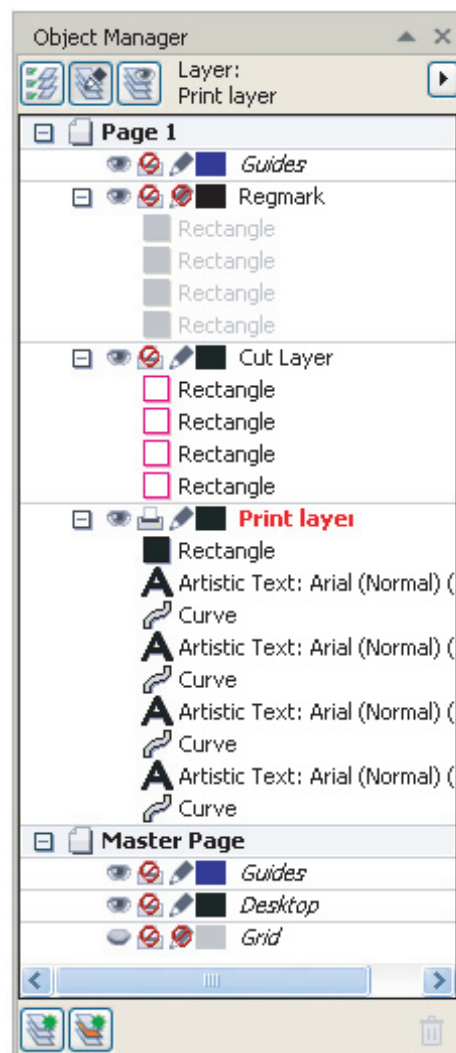 Object Manager
Layer:
Print layer
Page 1
Guides
Regmark
Rectangle
Rectangle
Rectangle
Rectangle
Cut Layer
Rectangle
Rectangle
Rectangle
Rectangle
Print layer
Rectangle
Artistic Text: Arial (Normal) (
Curve
Artistic Text: Arial (Normal) (
Curve
Artistic Text: Arial (Normal) (
Curve
Artistic Text: Arial (Normal) (
Curve
Master Page
Guides
Desktop
Grid